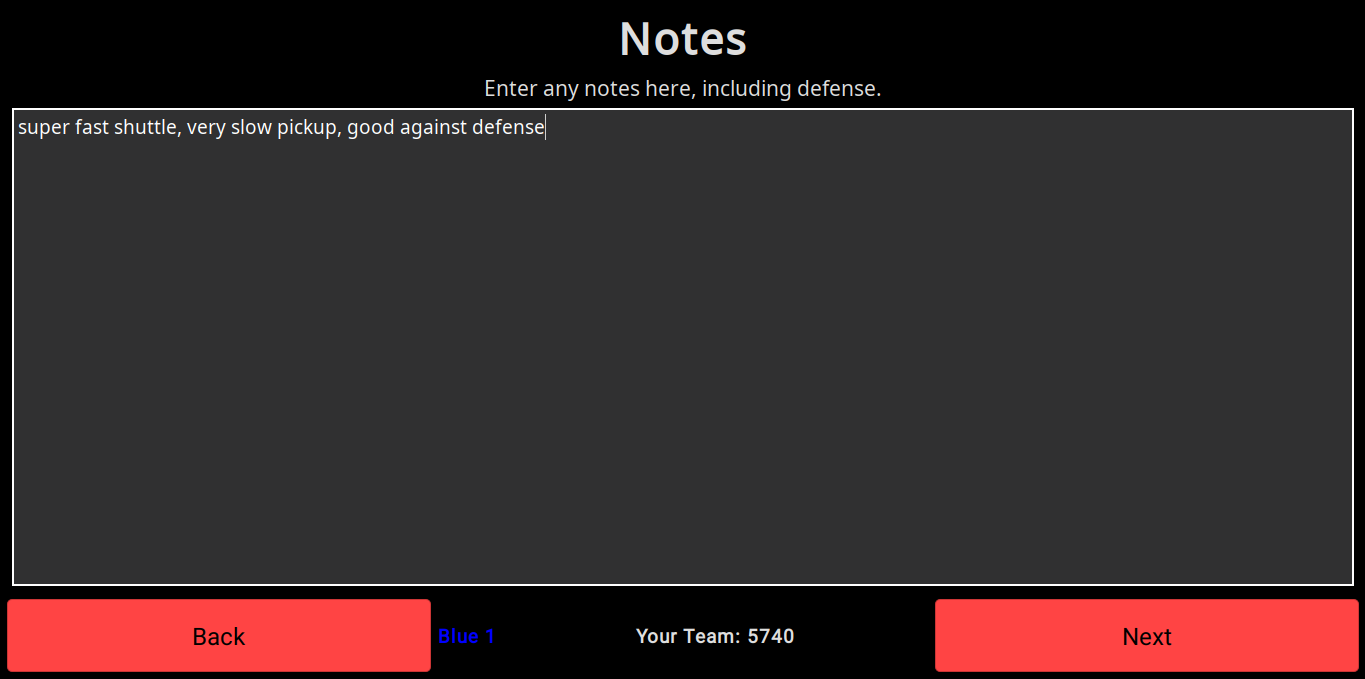 Notes
Enter any notes here, including defense.
super fast shuttle, very slow pickup, good against defense
Back
Blue 1
Your Team: 5740
Next